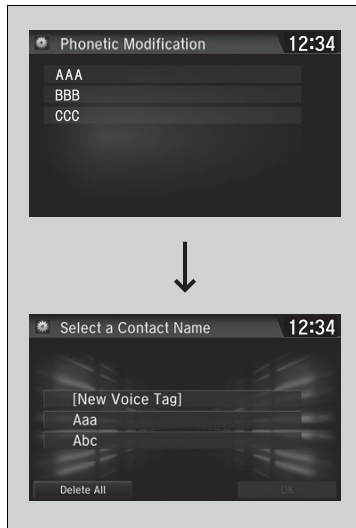 Phonetic Modification 12:34
AAA
BBB
CCC
Select a Contact Name 12:34
[New Voice Tag]
Aaa
Abc
Delete All OK